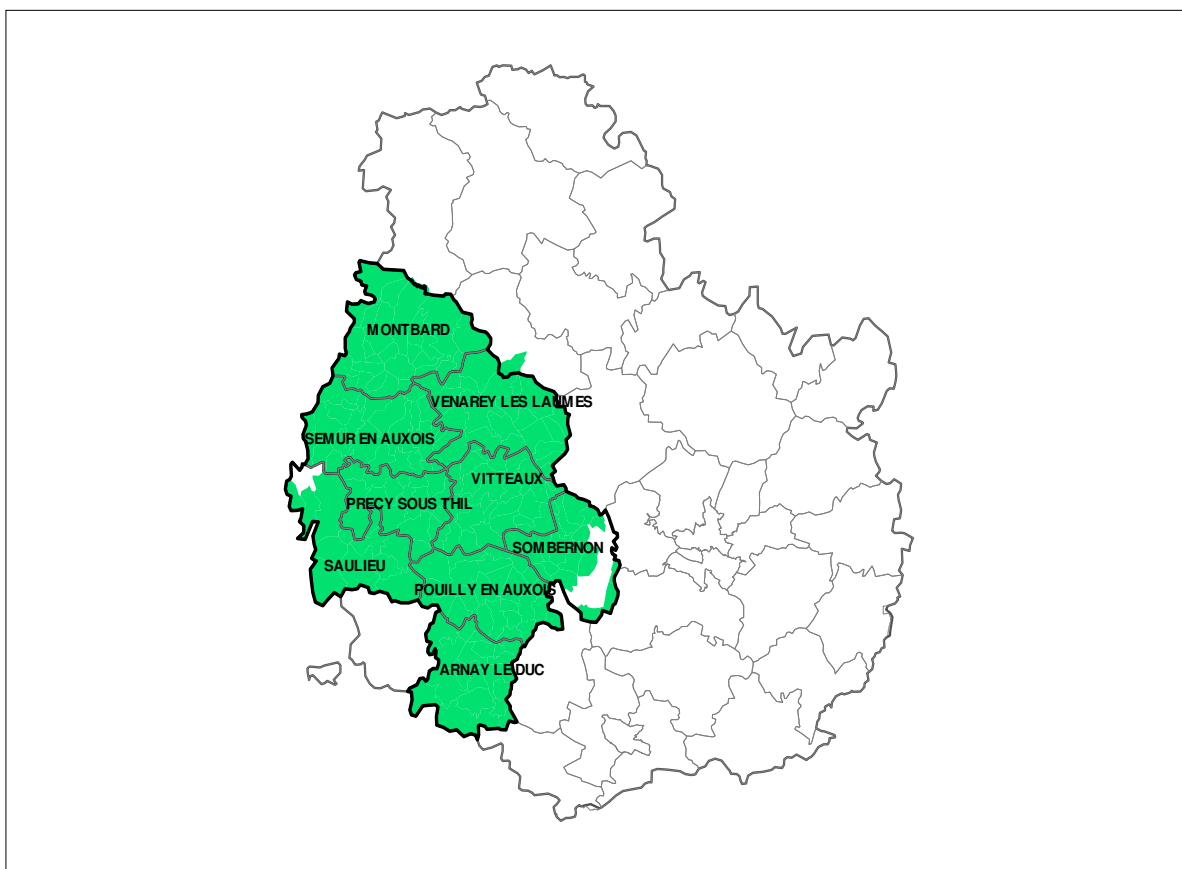 MONTBARD
VENAREY LES LAUMES
SEMUR EN AUXOIS
VITTEAUX
PRECY SOUS THIL
SOMBERNON
SAULIEU
POUILLY EN AUXOIS
ARNAY LE DUC